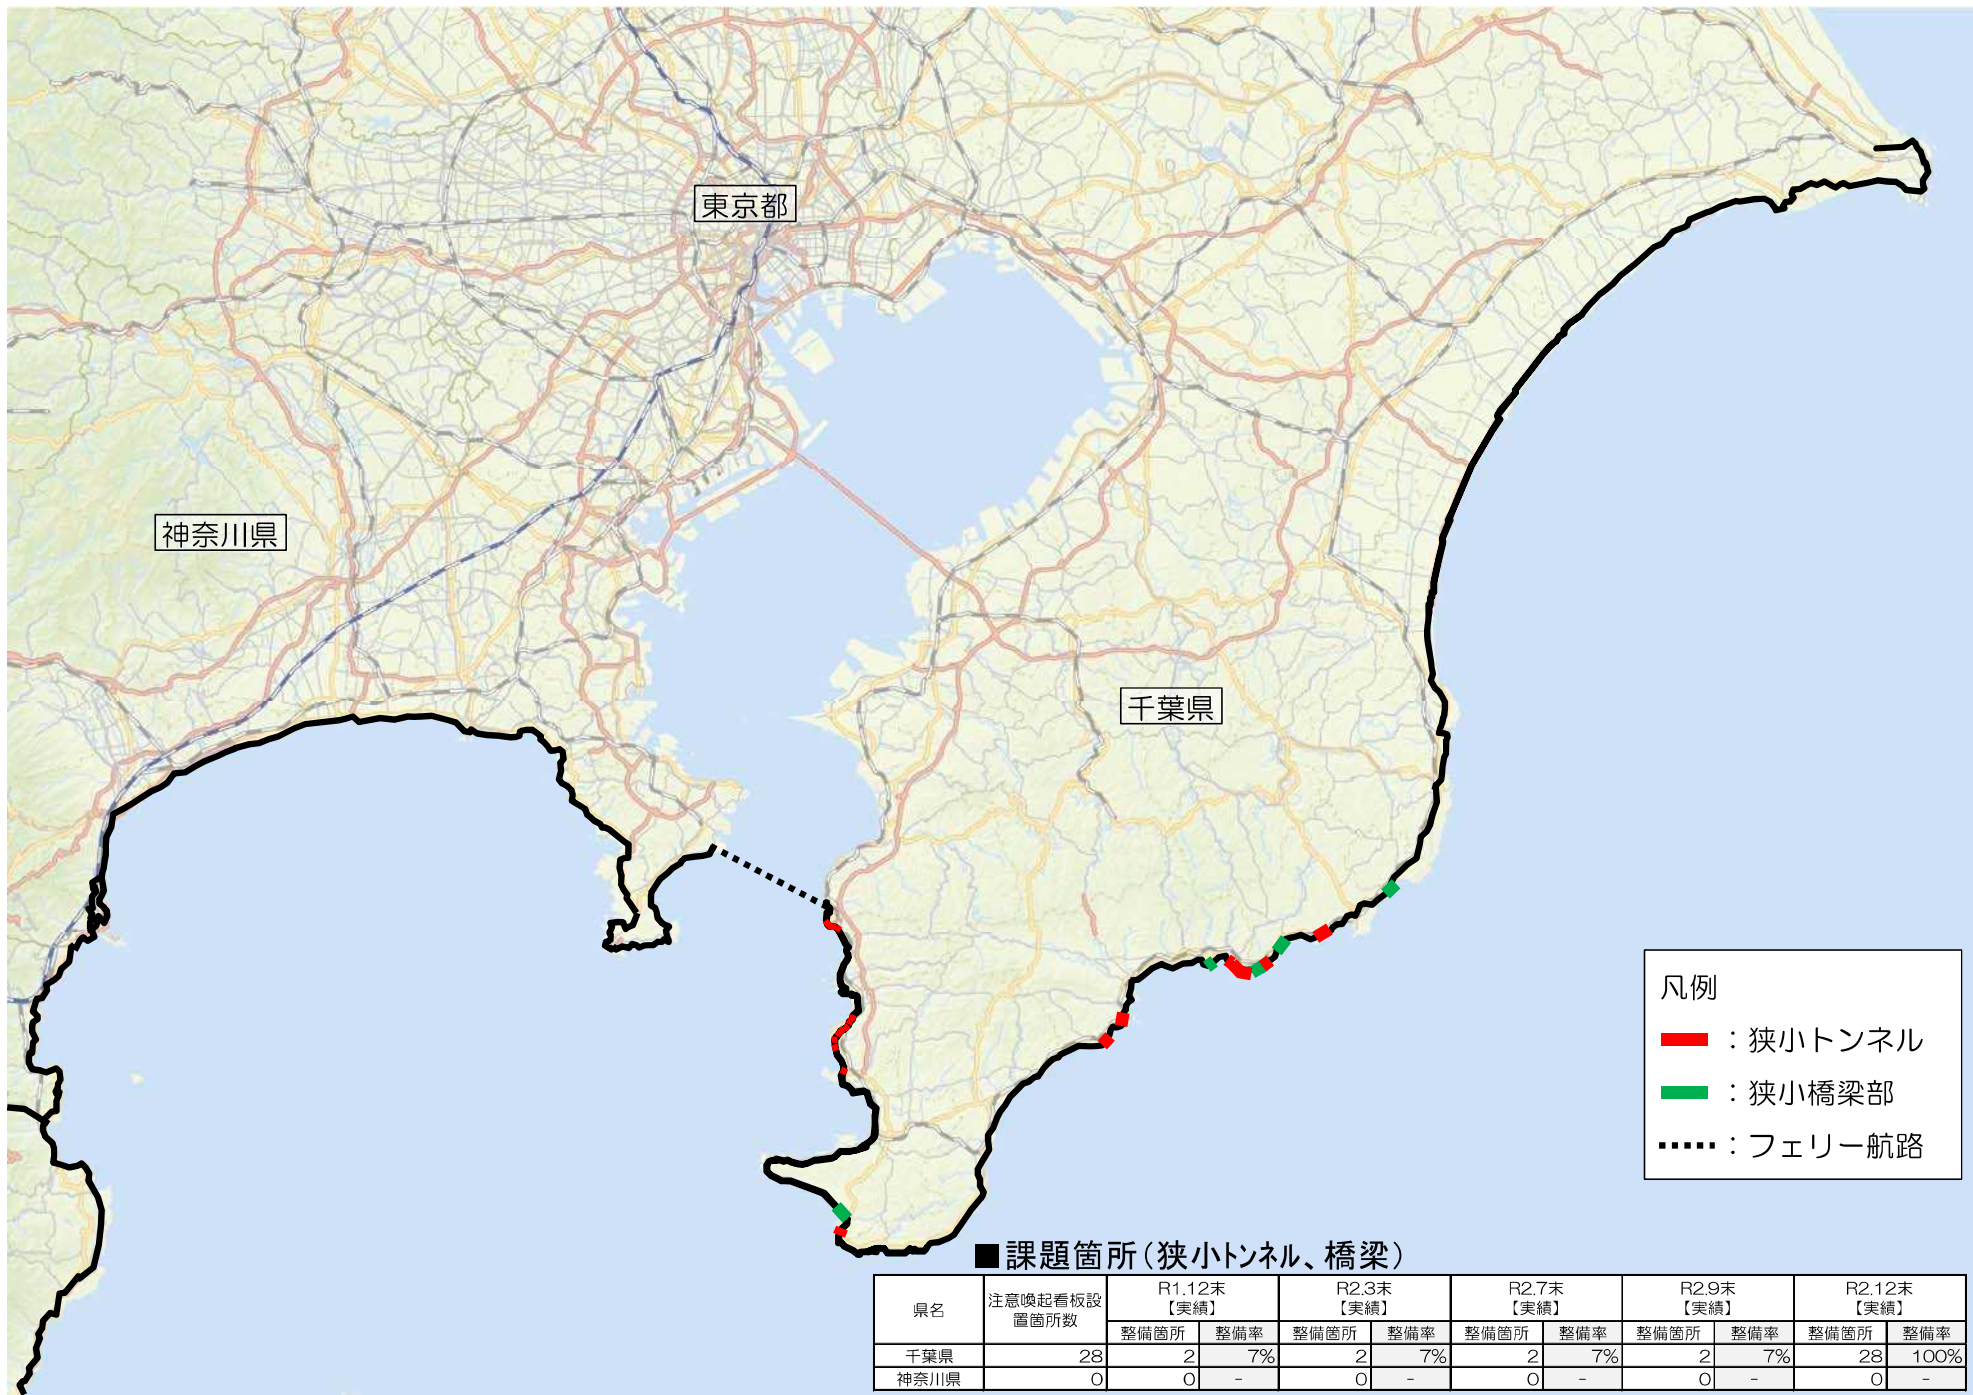 東京都
神奈川県
千葉県
凡例
：狭小トンネル
：狭小橋梁部
：フェリー航路
■課題箇所（狭小トンネル、橋梁）
県名 注意喚起看板設置箇所数 R1.12末【実績】 R2.3末【実績】 R2.7末【実績】 R2.9末【実績】 R2.12末【実績】
整備箇所 整備率 整備箇所 整備率 整備箇所 整備率 整備箇所 整備率 整備箇所 整備率
千葉県 28 2 7% 2 7% 2 7% 2 7% 28 100%
神奈川県 0 0 - 0 - 0 - 0 - 0 -